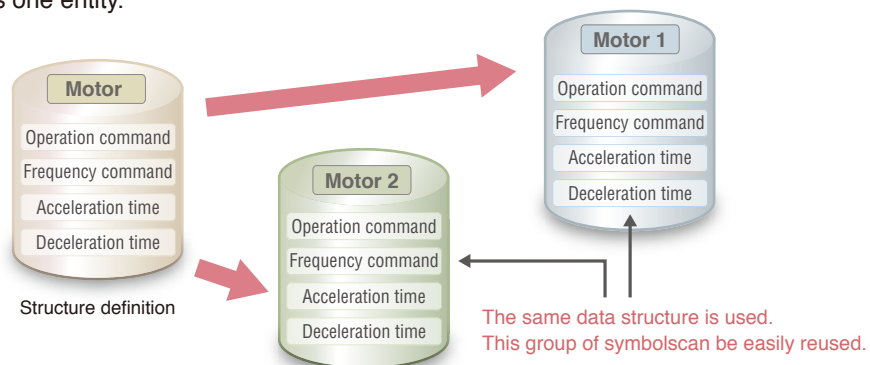 s one entity.
Motor
Operation command
Frequency command
Acceleration time
Deceleration time
Structure definition
Motor 2
Operation command
Frequency command
Acceleration time
Deceleration time
Motor 1
Operation command
Frequency command
Acceleration time
Deceleration time
The same data structure is used.
This group of symbolscan be easily reused.